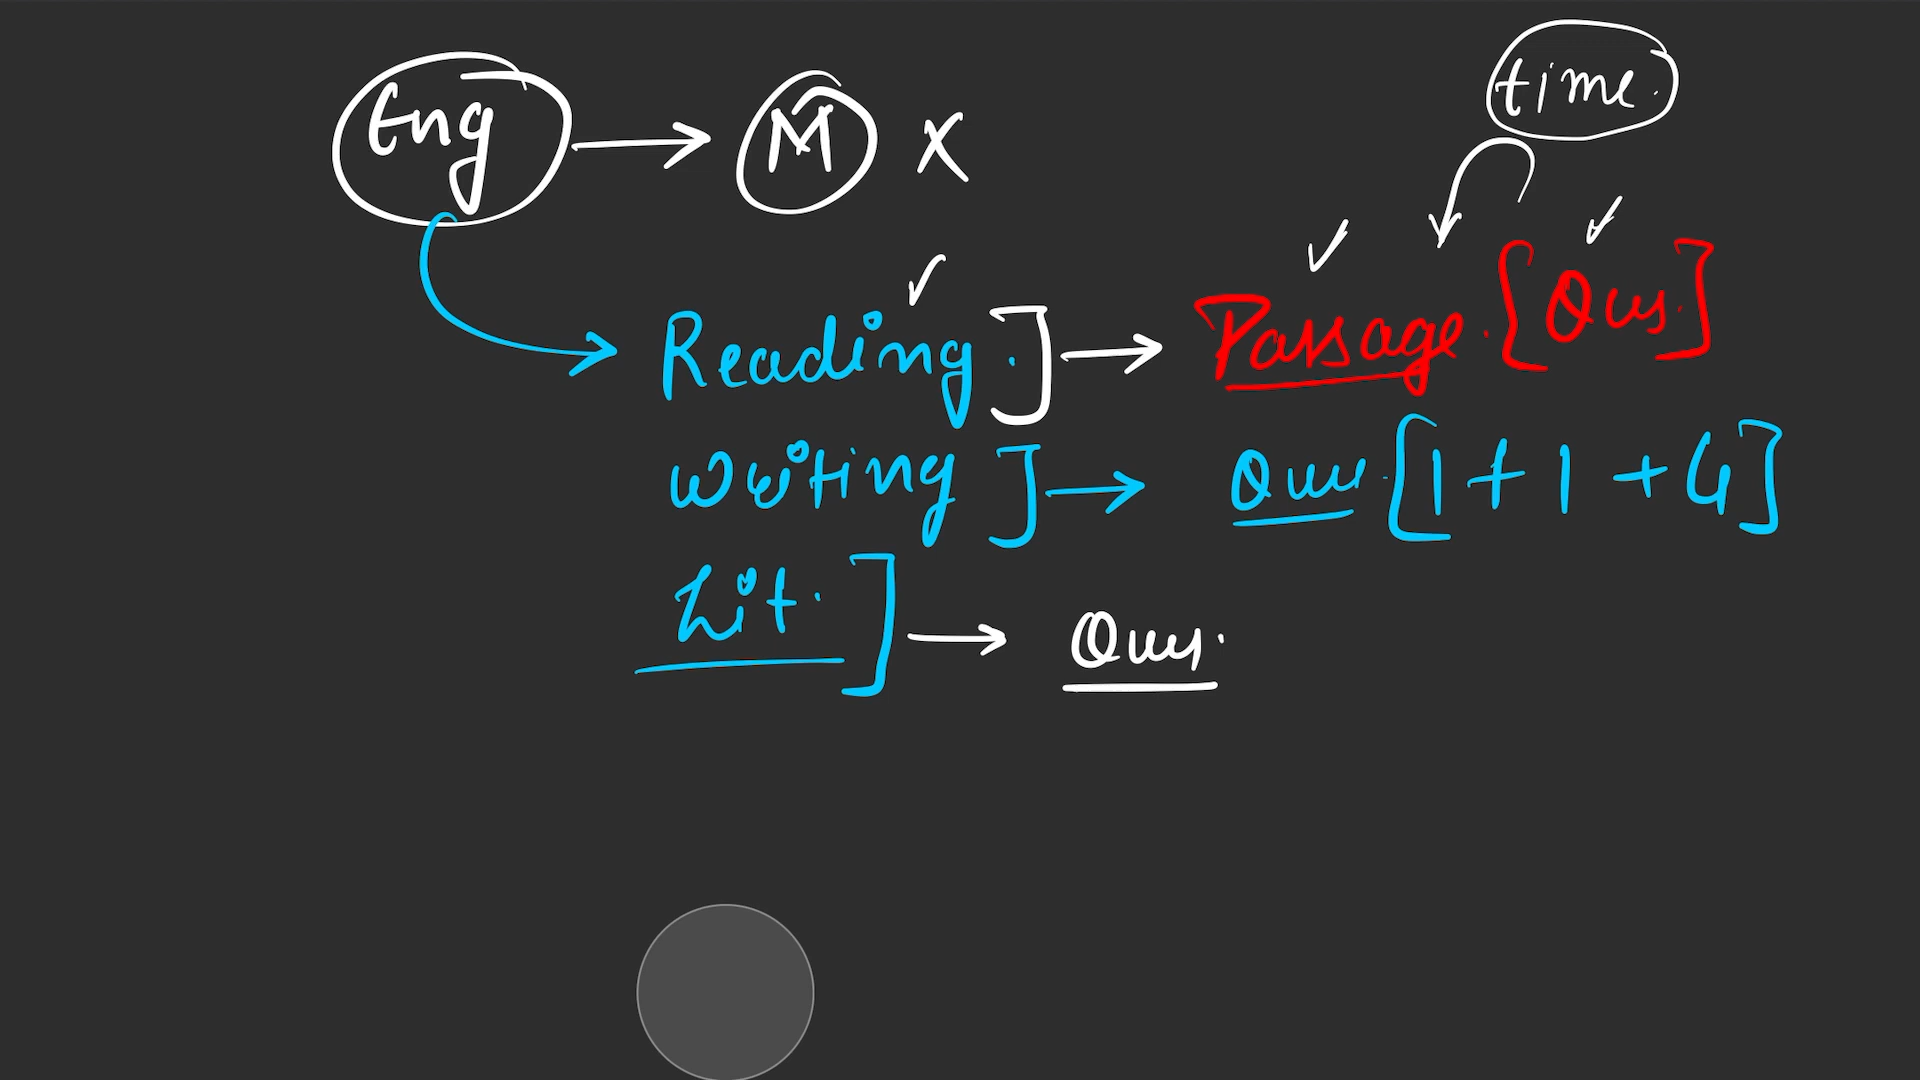 time.
Eng → M x
Reading.] → Passage. [Ques.]
Writing] → Ques. [1 + 1 + 4]
Lit.] → Ques.